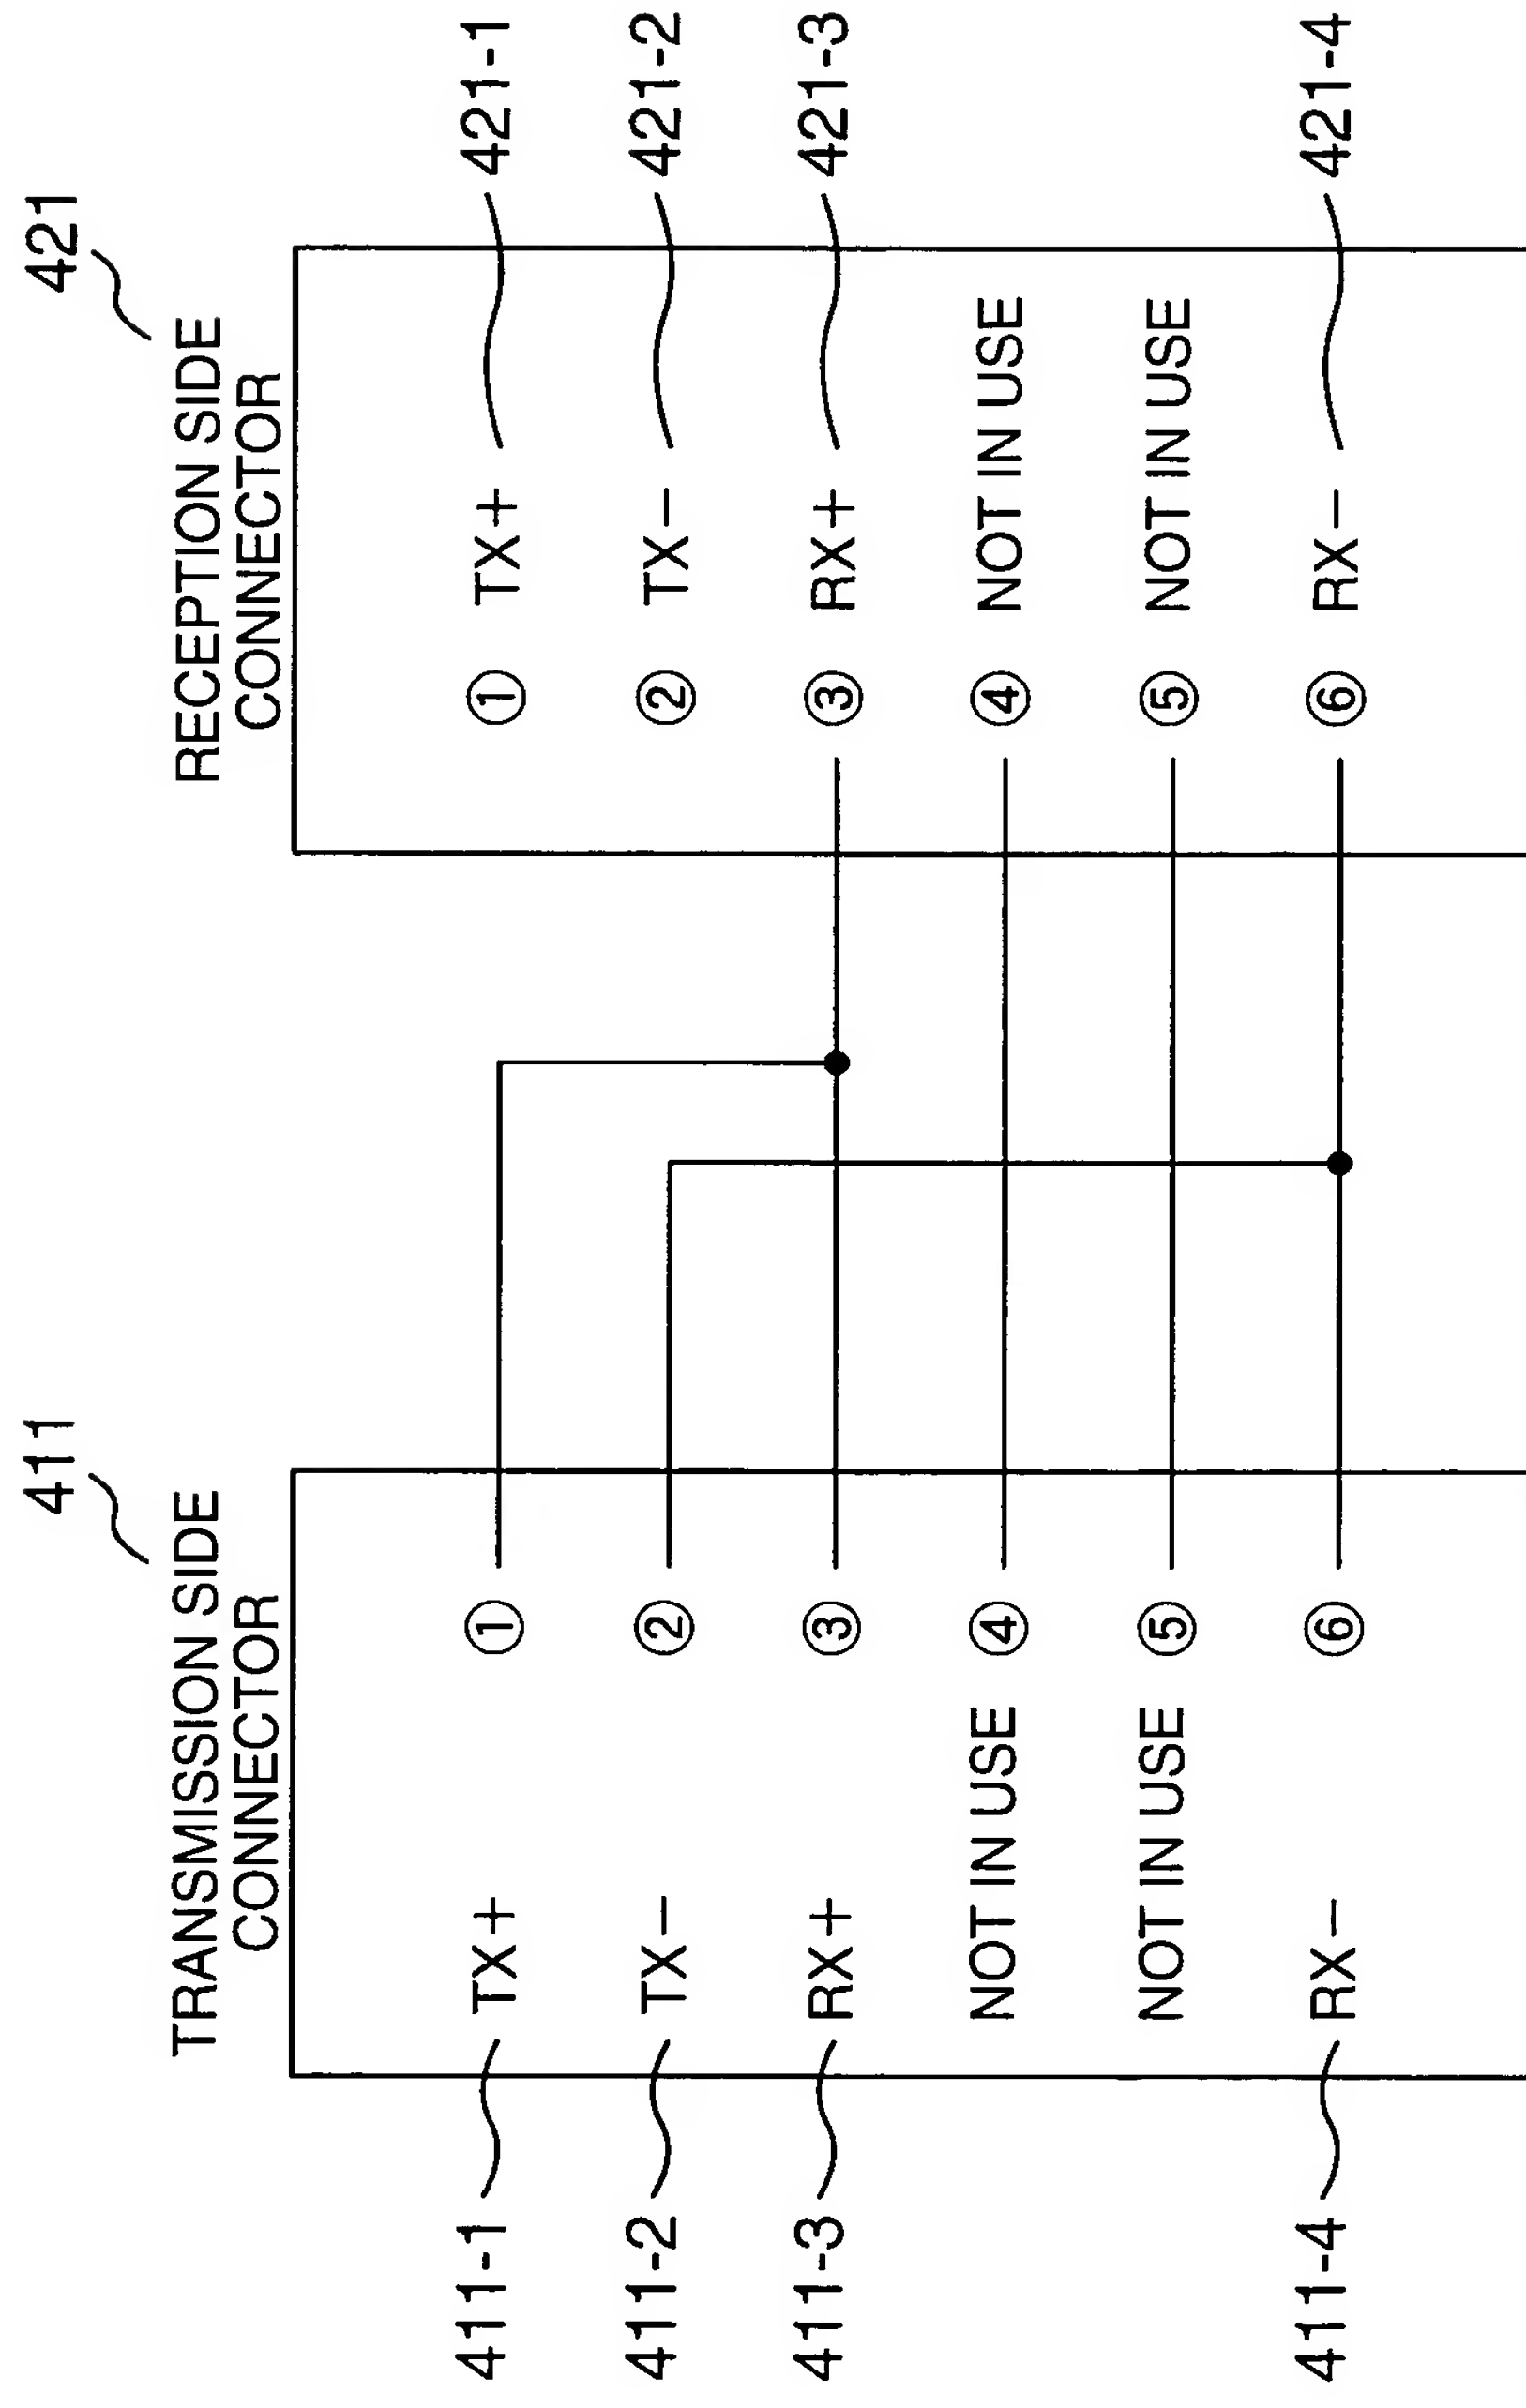 411
421
TRANSMISSION SIDE
CONNECTOR
RECEPTION SIDE
CONNECTOR
411-1 TX+ ① ① TX+ 421-1
411-2 TX− ② ② TX− 421-2
411-3 RX+ ③ ③ RX+ 421-3
NOT IN USE ④ ④ NOT IN USE
NOT IN USE ⑤ ⑤ NOT IN USE
411-4 RX− ⑥ ⑥ RX− 421-4